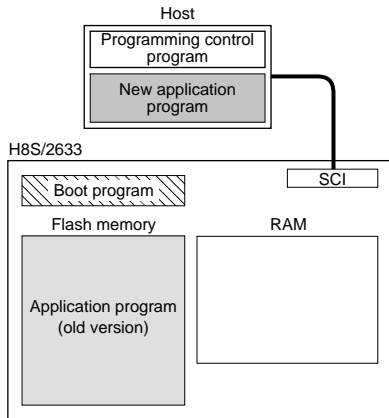 Host
Programming control
program
New application
program
H8S/2633
SCI
Boot program
Flash memory
RAM
Application program
(old version)